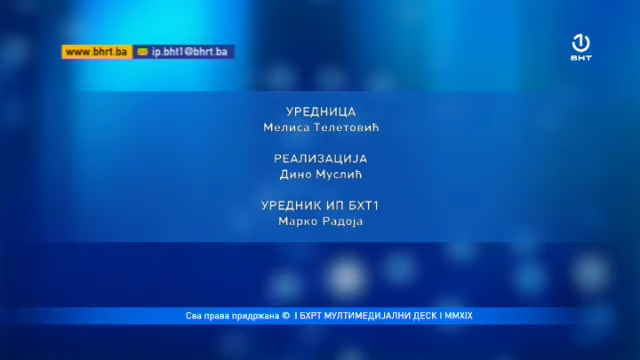 www.bhrt.ba ip.bht1@bhrt.ba
1
BHT
УРЕДНИЦА
Мелиса Телетовић
РЕАЛИЗАЦИЈА
Дино Муслић
УРЕДНИК ИП БХТ1
Марко Радоја
Сва права придржана © I БХРТ МУЛТИМЕДИЈАЛНИ ДЕСК I MMXIX